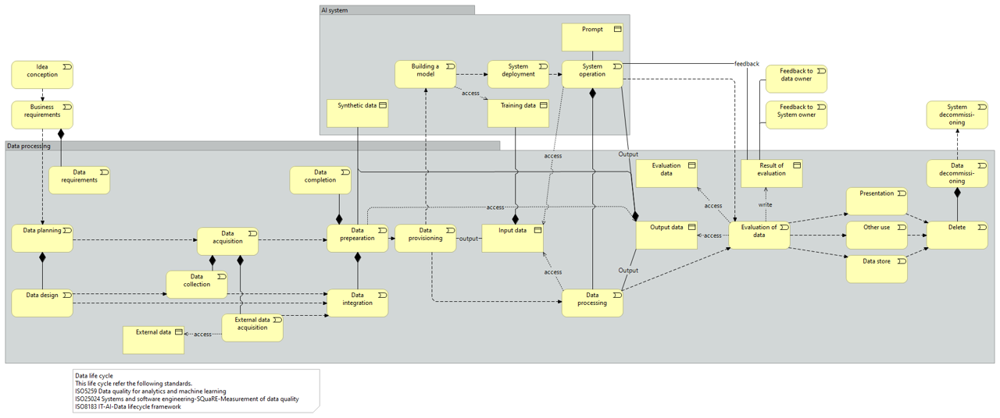 AI system
Prompt
Idea
conception
Building a
model
System
deployment
System
operation
feedback
Feedback to
data owner
access
Business
requirements
Synthetic data
Training data
Feedback to
System owner
System
decommissi-
oning
Data processing
access
Output
Data
requirements
Data
completion
Evaluation
data
Result of
evaluation
Data
decommissi-
oning
Presentation
access
access
write
Data planning
Data
acquisition
Data
preparation
Data
provisioning
output
Input data
Output data
access
Evaluation of
data
Other use
Delete
Data store
access
Output
Data
collection
Data design
Data
integration
Data
processing
External data
acquisition
External data
access
Data life cycle
This life cycle refer the following standards.
ISO5259 Data quality for analytics and machine learning
ISO25024 Systems and software engineering-SQuaRE-Measurement of data quality
ISO8183 IT-AI-Data lifecycle framework